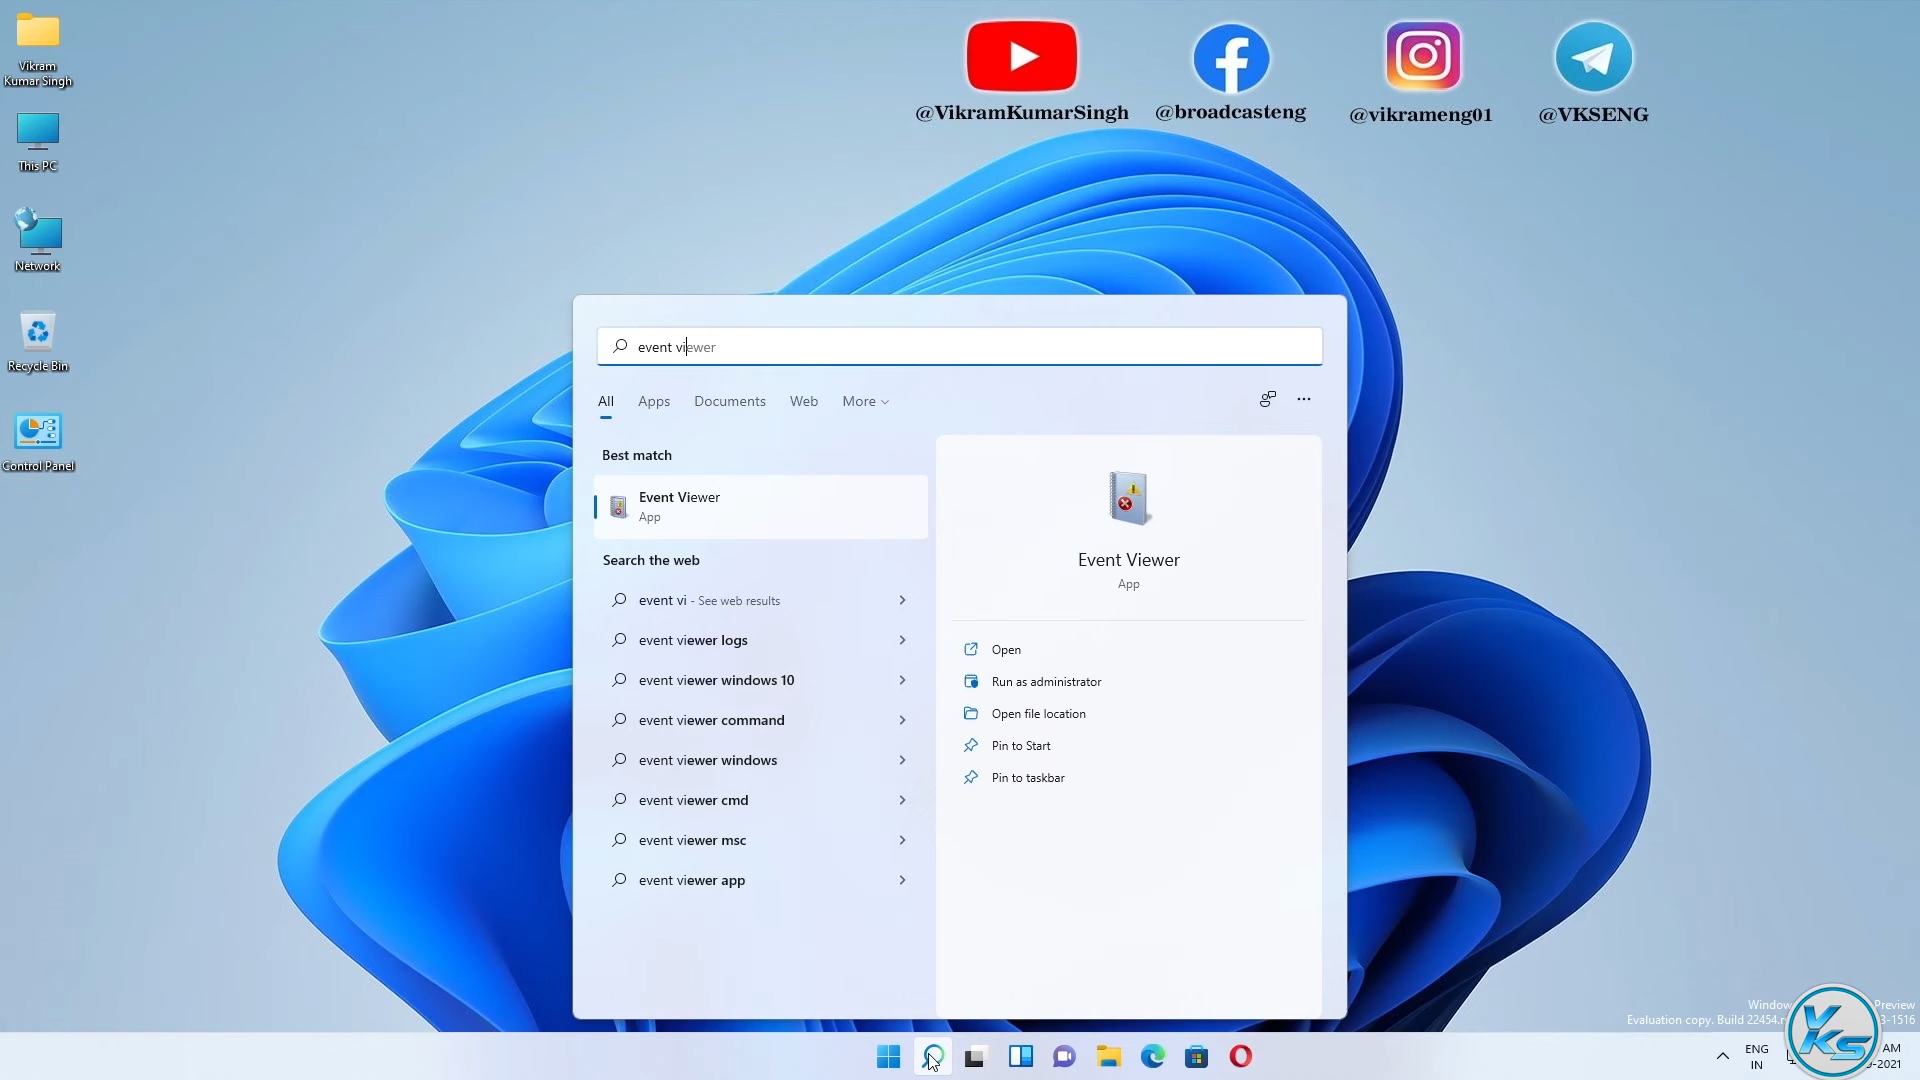 Vikram
Kumar Singh
This PC
Network
Recycle Bin
Control Panel
@VikramKumarSingh
@broadcasteng
@vikrameng01
@VKSENG
event viewer
All
Apps
Documents
Web
More
Best match
Event Viewer
App
Search the web
event vi - See web results
event viewer logs
event viewer windows 10
event viewer command
event viewer windows
event viewer cmd
event viewer msc
event viewer app
Event Viewer
App
Open
Run as administrator
Open file location
Pin to Start
Pin to taskbar
Preview
Evaluation copy. Build 22454.
-1516
ENG
IN
AM
-2021
VKS